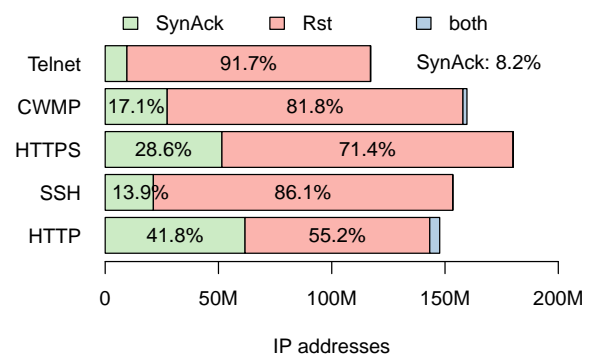 SynAck Rst both
Telnet 91.7% SynAck: 8.2%
CWMP 17.1% 81.8%
HTTPS 28.6% 71.4%
SSH 13.9% 86.1%
HTTP 41.8% 55.2%
0 50M 100M 150M 200M
IP addresses